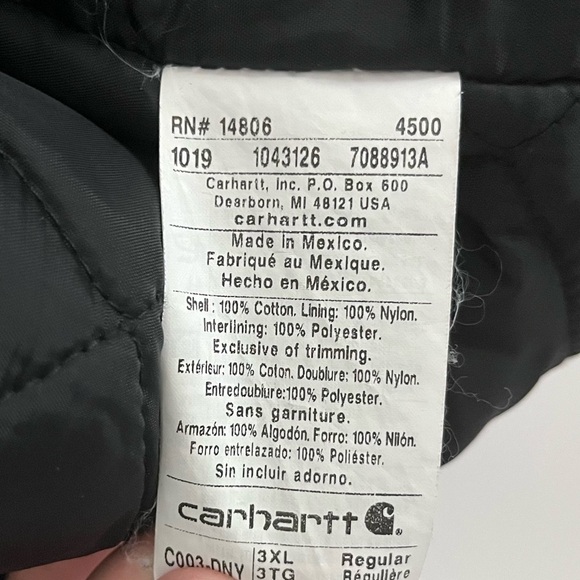 RN# 14806 4500
1019 1043126 7088913A
Carhartt, Inc. P.O. Box 600
Dearborn, MI 48121 USA
carhartt.com
Made in Mexico.
Fabriqué au Mexique.
Hecho en México.
Shell: 100% Cotton. Lining: 100% Nylon.
Interlining: 100% Polyester.
Exclusive of trimming.
Extérieur: 100% Coton. Doublure: 100% Nylon.
Entredoublure:100% Polyester.
Sans garniture.
Armazón: 100% Algodón. Forro: 100% Nilón.
Forro entrelazado: 100% Poliéster.
Sin incluir adorno.
carhartt
C003-DNY 3XL Regular
3TG Régulière